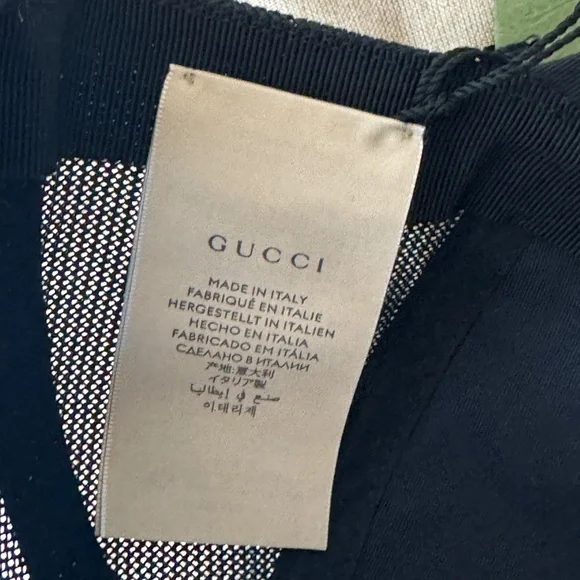 GUCCI
MADE IN ITALY
FABRIQUÉ EN ITALIE
HERGESTELLT IN ITALIEN
HECHO EN ITALIA
FABRICADO EM ITÁLIA
СДЕЛАНО В ИТАЛИИ
产地:意大利
イタリア製
صنع في إيطاليا
이태리제